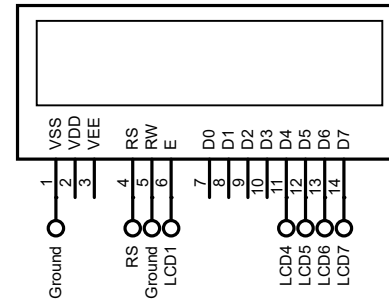 VSS VDD VEE RS RW E D0 D1 D2 D3 D4 D5 D6 D7
1 2 3 4 5 6 7 8 9 10 11 12 13 14
Ground RS Ground LCD1 LCD4 LCD5 LCD6 LCD7